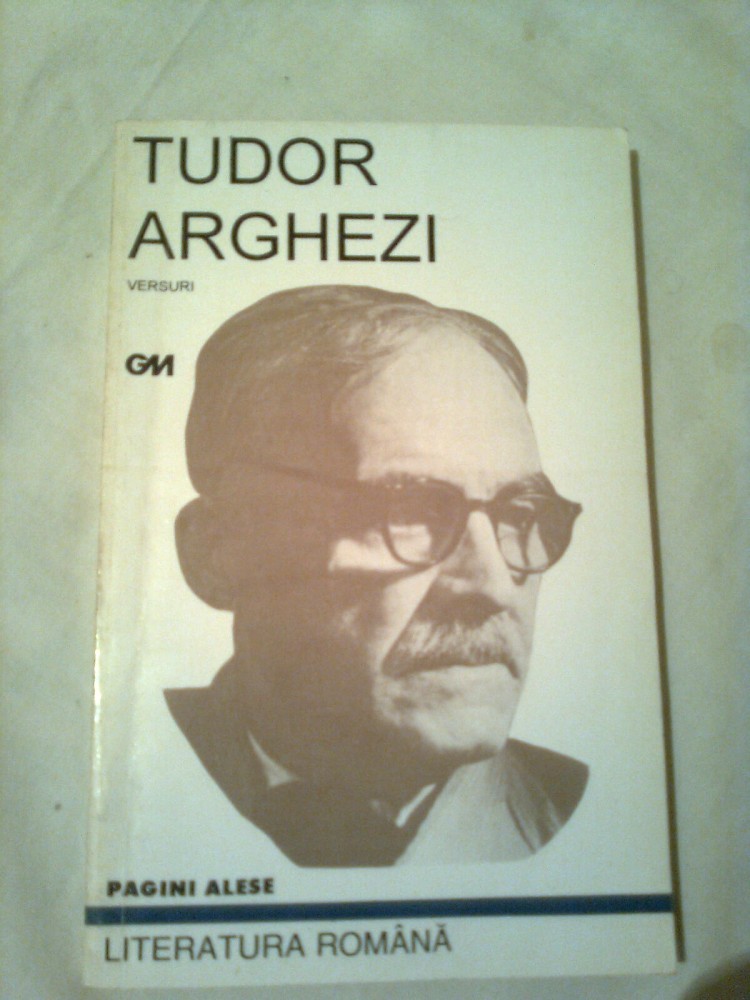 TUDOR
ARGHEZI
VERSURI
GM
PAGINI ALESE
LITERATURA ROMÂNĂ